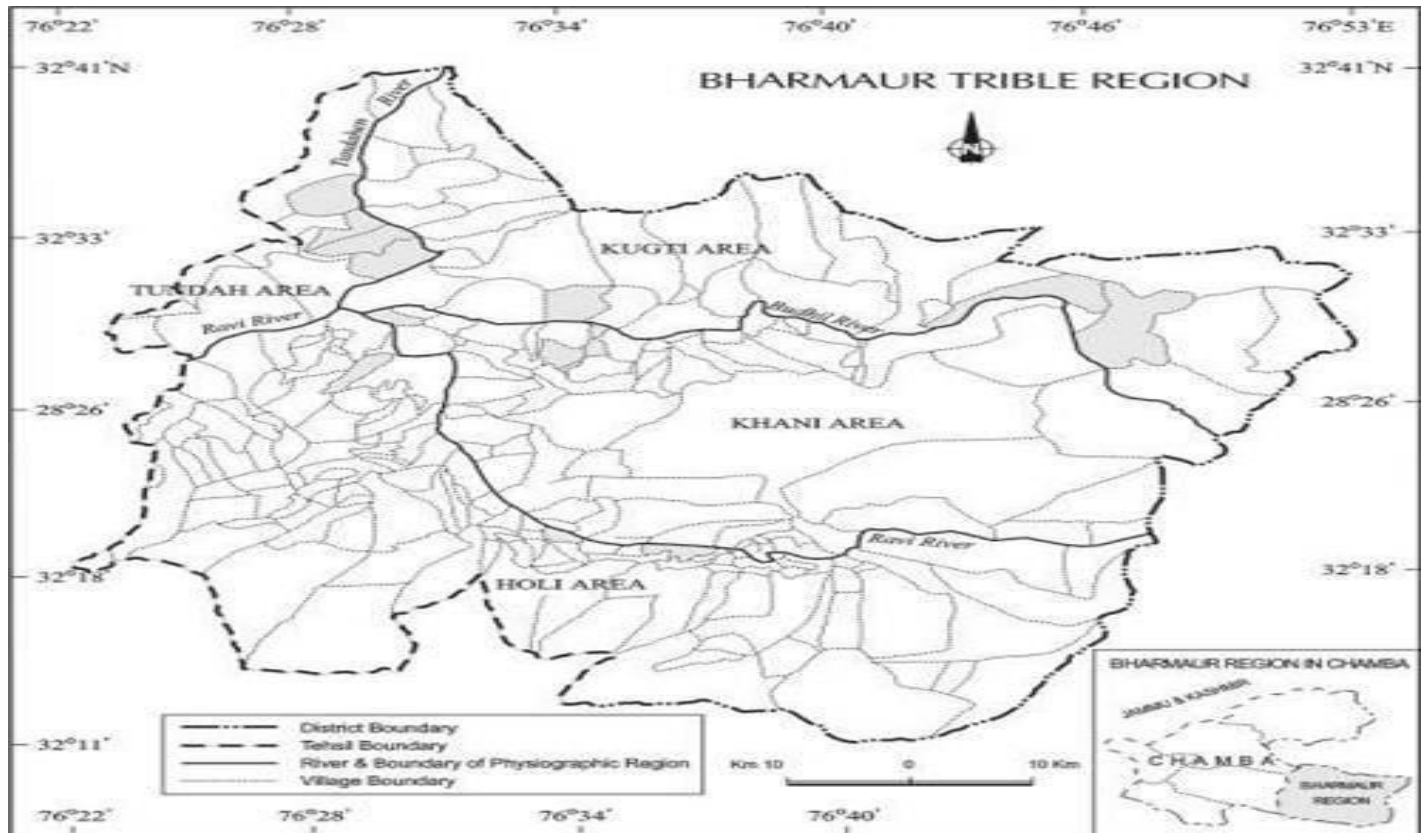 76°22' 76°28' 76°34' 76°40' 76°46' 76°53'E
32°41'N 32°41'N
BHARMAUR TRIBLE REGION
Tundahen River
N
32°33' 32°33'
KUGTI AREA
TUNDAH AREA
Ravi River
Budhil River
28°26' 28°26'
KHANI AREA
Ravi River
32°18' 32°18'
HOLI AREA
BHARMAUR REGION IN CHAMBA
JAMMU & KASHMIR
CHAMBA
BHARMAUR
REGION
District Boundary
Tehsil Boundary
River & Boundary of Physiographic Region
Village Boundary
32°11'
Km 10 0 10 Km
76°22' 76°28' 76°34' 76°40'